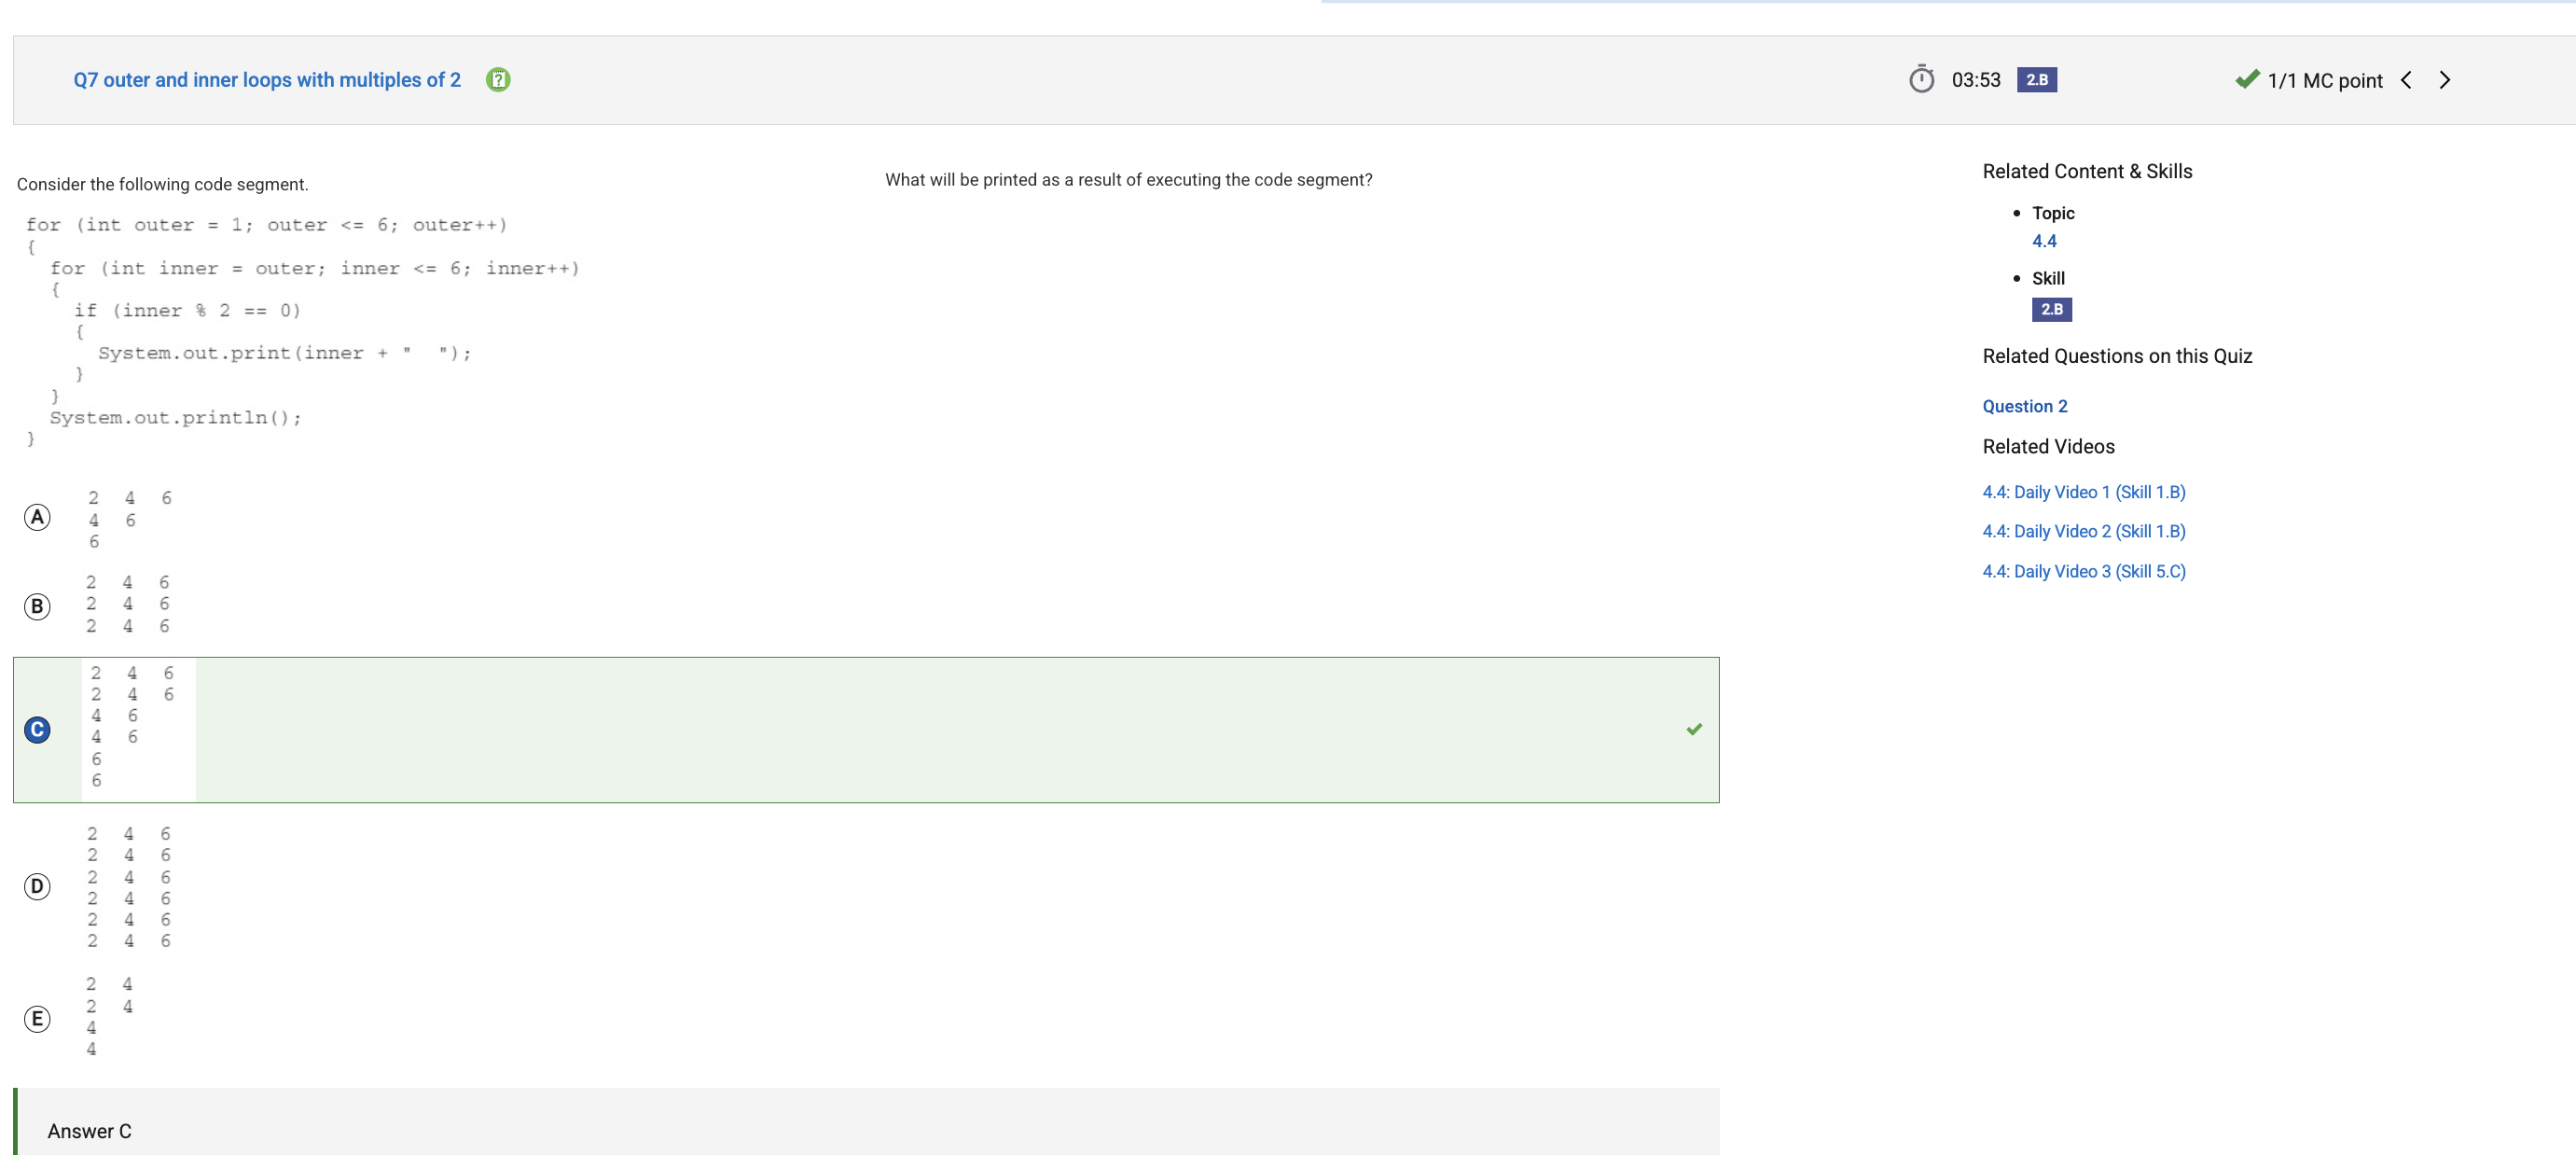 Q7 outer and inner loops with multiples of 2
03:53 2.B
1/1 MC point
Consider the following code segment.
for (int outer = 1; outer <= 6; outer++)
{
  for (int inner = outer; inner <= 6; inner++)
  {
    if (inner % 2 == 0)
    {
      System.out.print(inner + "  ");
    }
  }
  System.out.println();
}
What will be printed as a result of executing the code segment?
A
2 4 6
4 6
6
B
2 4 6
2 4 6
2 4 6
C
2 4 6
2 4 6
4 6
4 6
6
6
D
2 4 6
2 4 6
2 4 6
2 4 6
2 4 6
2 4 6
E
2 4
2 4
4
4
Answer C
Related Content & Skills
• Topic
4.4
• Skill
2.B
Related Questions on this Quiz
Question 2
Related Videos
4.4: Daily Video 1 (Skill 1.B)
4.4: Daily Video 2 (Skill 1.B)
4.4: Daily Video 3 (Skill 5.C)